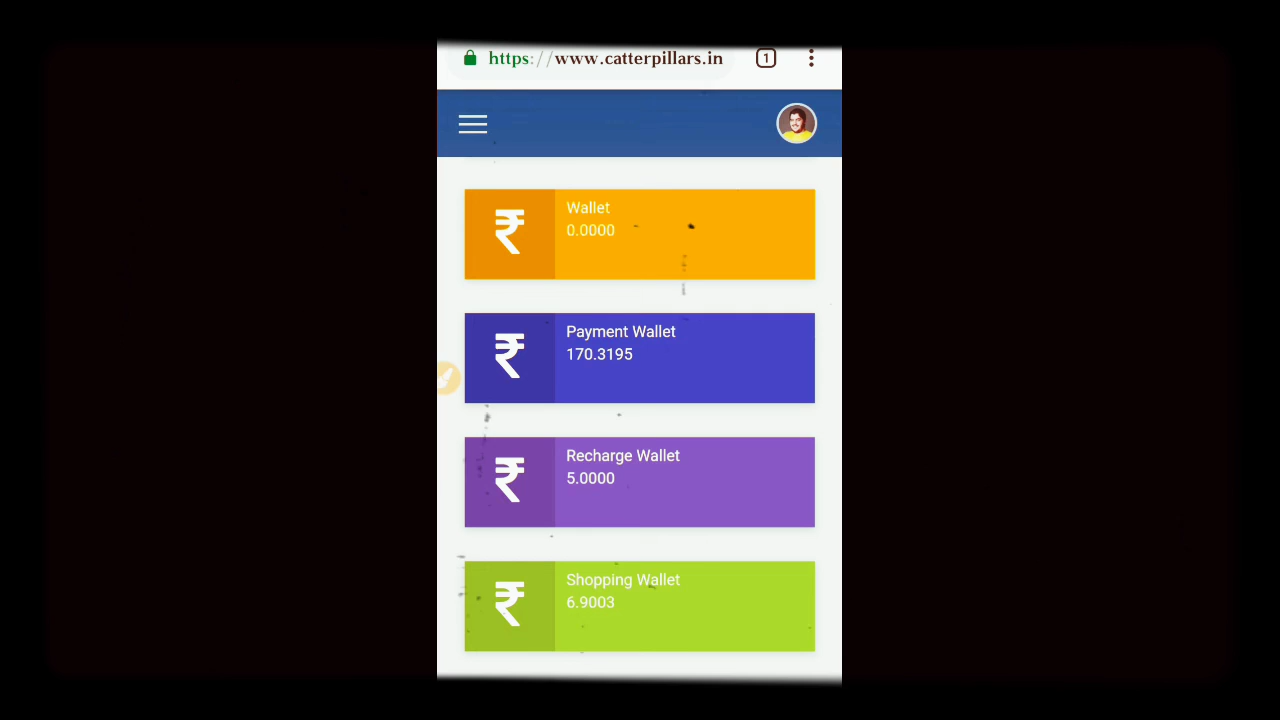 https://www.catterpillars.in
1
₹
Wallet
0.0000
₹
Payment Wallet
170.3195
₹
Recharge Wallet
5.0000
₹
Shopping Wallet
6.9003